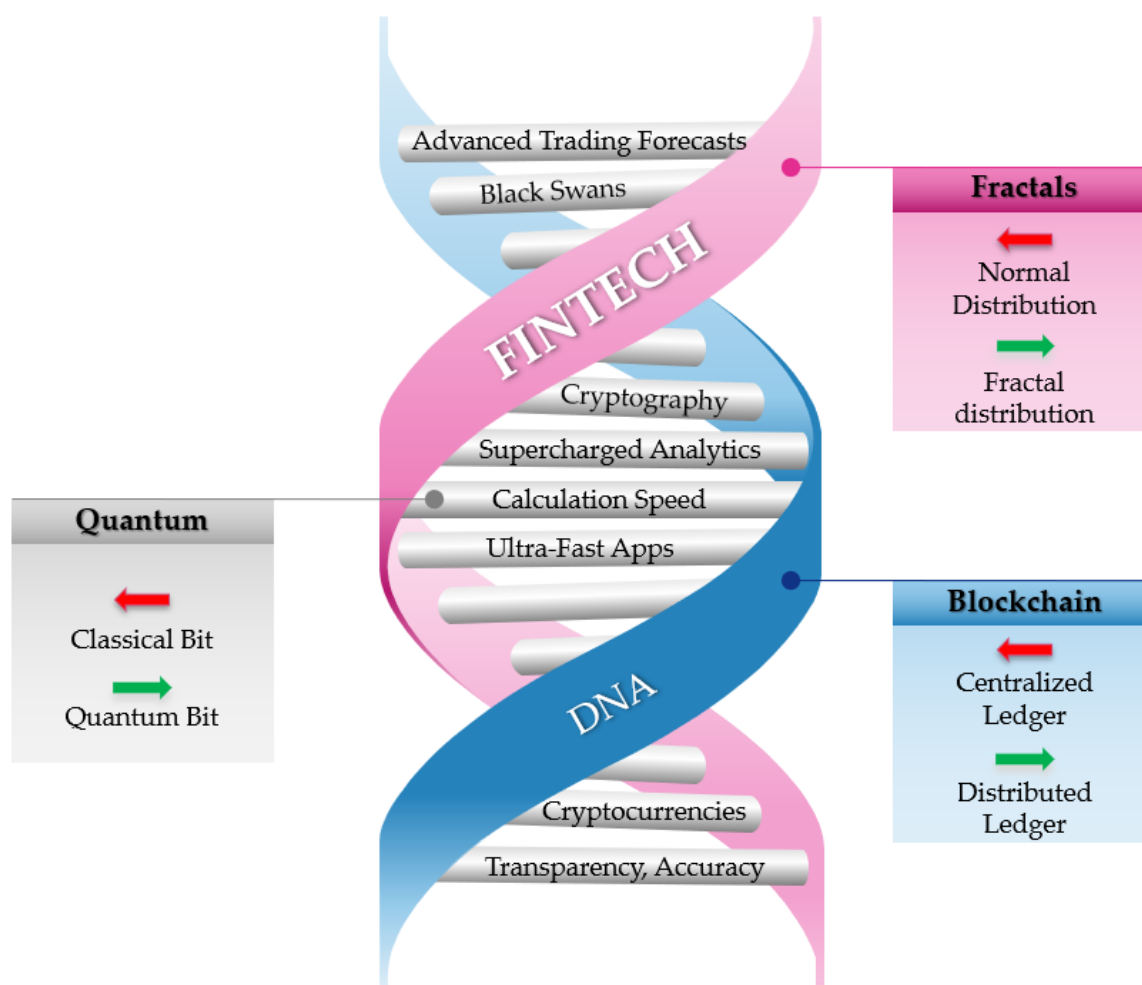 Advanced Trading Forecasts
Black Swans
FINTECH
Fractals
Normal
Distribution
Fractal
distribution
Cryptography
Supercharged Analytics
Calculation Speed
Ultra-Fast Apps
Quantum
Classical Bit
Quantum Bit
DNA
Blockchain
Centralized
Ledger
Distributed
Ledger
Cryptocurrencies
Transparency, Accuracy